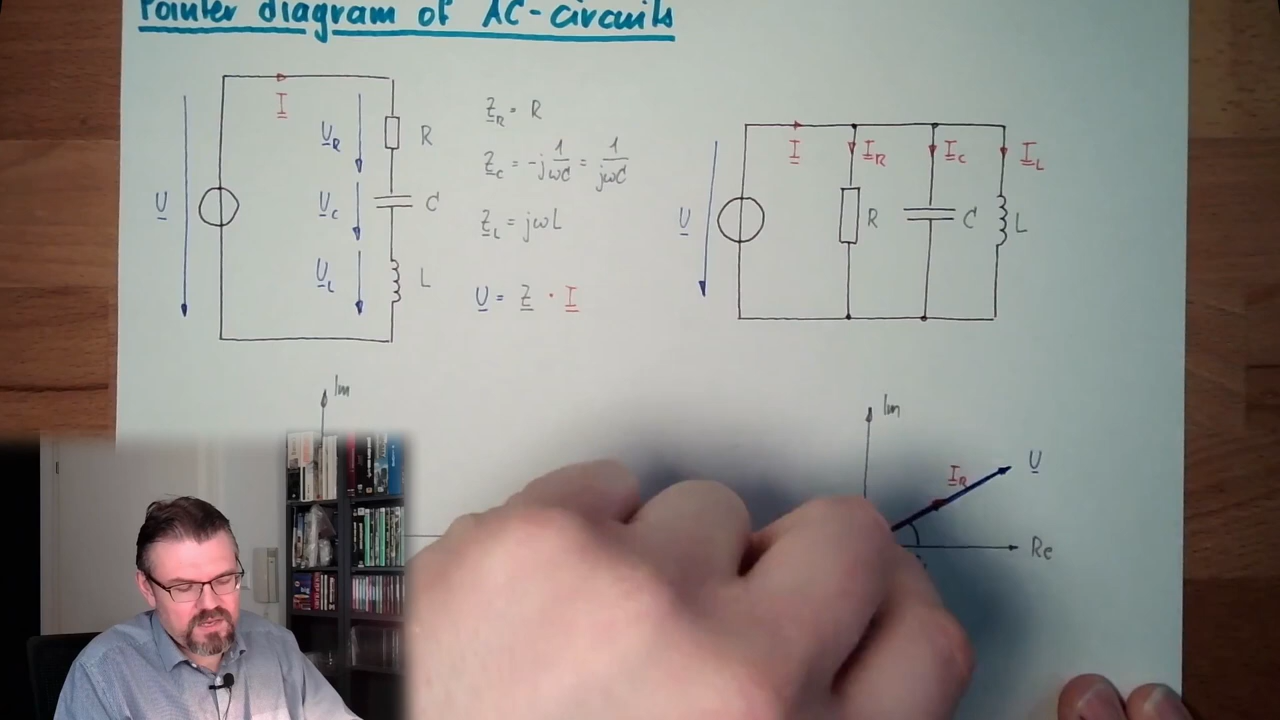 Pointer diagram of AC-circuits
I
U
U_R
R
U_C
C
U_L
L
Z_R = R
Z_C = -j 1/ωC = 1/jωC
Z_L = jωL
U = Z · I
I
I_R
I_C
I_L
U
R
C
L
Im
Im
I_R
U
Re